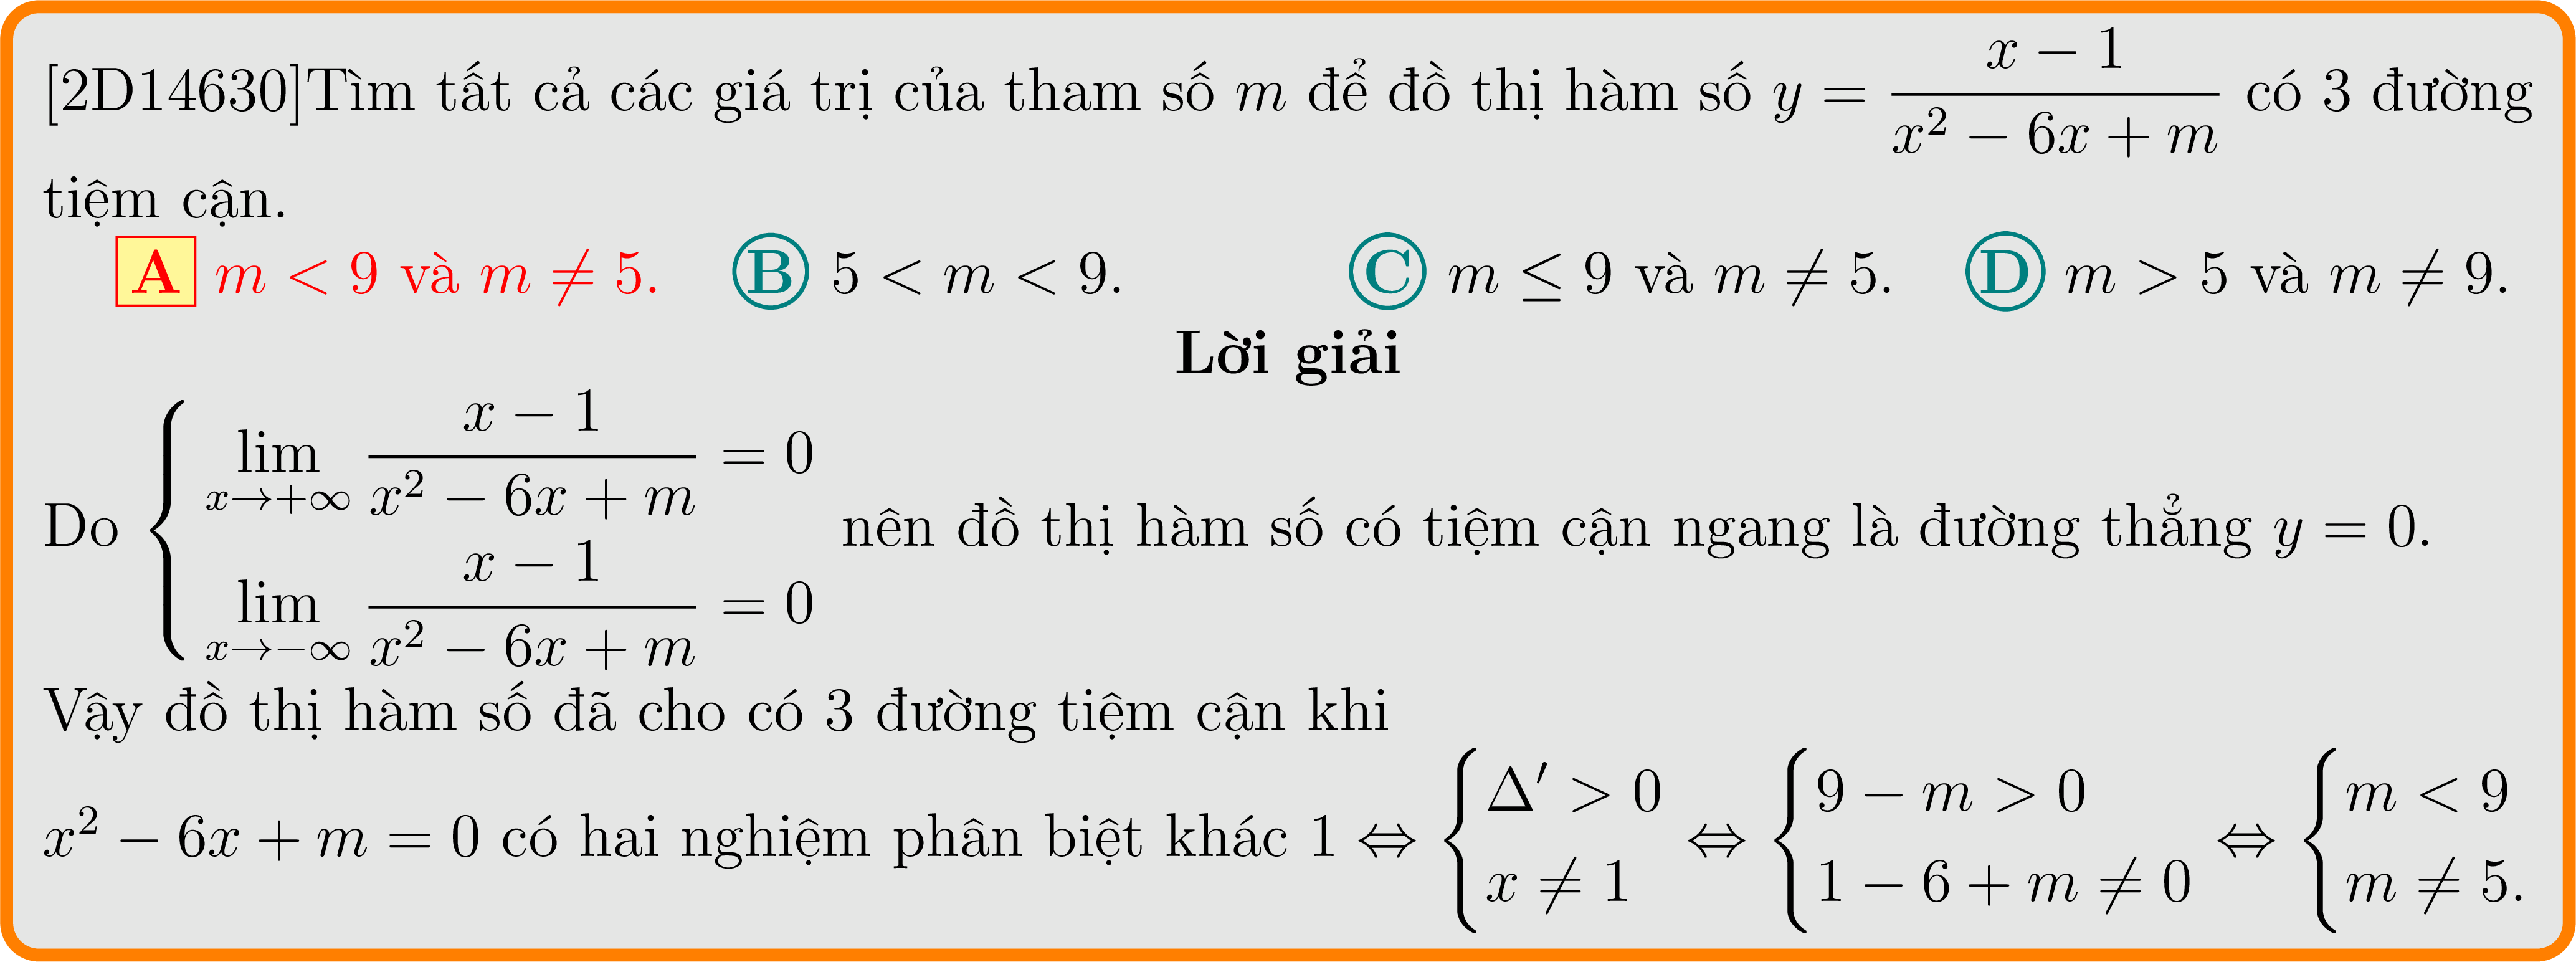 [2D14630]Tìm tất cả các giá trị của tham số $m$ để đồ thị hàm số $y = \dfrac{x-1}{x^2-6x+m}$ có 3 đường
tiệm cận.
A $m < 9$ và $m \neq 5$. B $5 < m < 9$. C $m \leq 9$ và $m \neq 5$. D $m > 5$ và $m \neq 9$.
Lời giải
Do $\begin{cases} \lim\limits_{x \to +\infty} \dfrac{x-1}{x^2-6x+m} = 0 \\ \lim\limits_{x \to -\infty} \dfrac{x-1}{x^2-6x+m} = 0 \end{cases}$ nên đồ thị hàm số có tiệm cận ngang là đường thẳng $y = 0$.
Vậy đồ thị hàm số đã cho có 3 đường tiệm cận khi
$x^2 - 6x + m = 0$ có hai nghiệm phân biệt khác $1 \Leftrightarrow \begin{cases} \Delta' > 0 \\ x \neq 1 \end{cases} \Leftrightarrow \begin{cases} 9 - m > 0 \\ 1 - 6 + m \neq 0 \end{cases} \Leftrightarrow \begin{cases} m < 9 \\ m \neq 5. \end{cases}$